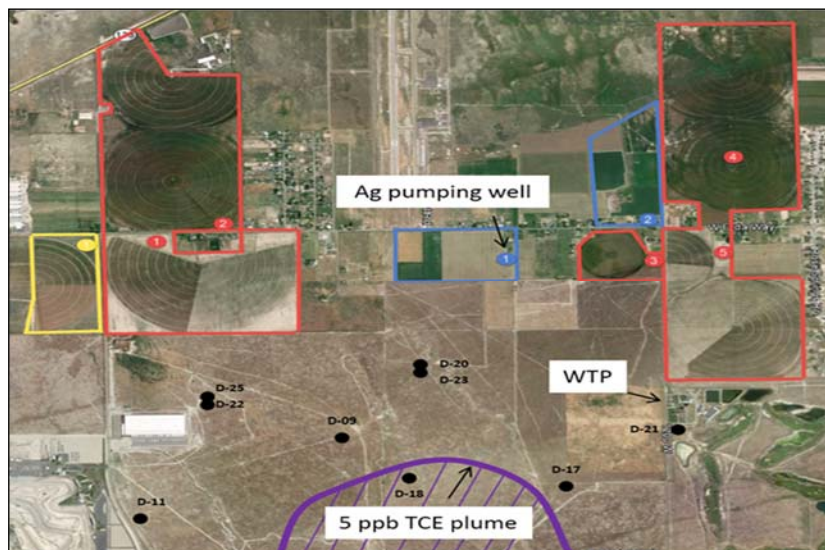 2
Ag pumping well
4
2
1
1
3
5
D-20
D-23
D-25
D-22
WTP
D-09
D-21
D-17
D-18
D-11
5 ppb TCE plume